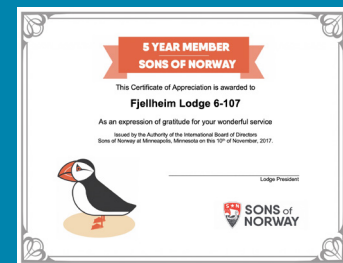 5 YEAR MEMBER
SONS OF NORWAY
This Certificate of Appreciation is awarded to
Fjellheim Lodge 6-107
As an expression of gratitude for your wonderful service
Issued by the Authority of the International Board of Directors
Sons of Norway at Minneapolis, Minnesota on this 10th of November, 2017.
Lodge President
SONS of
NORWAY